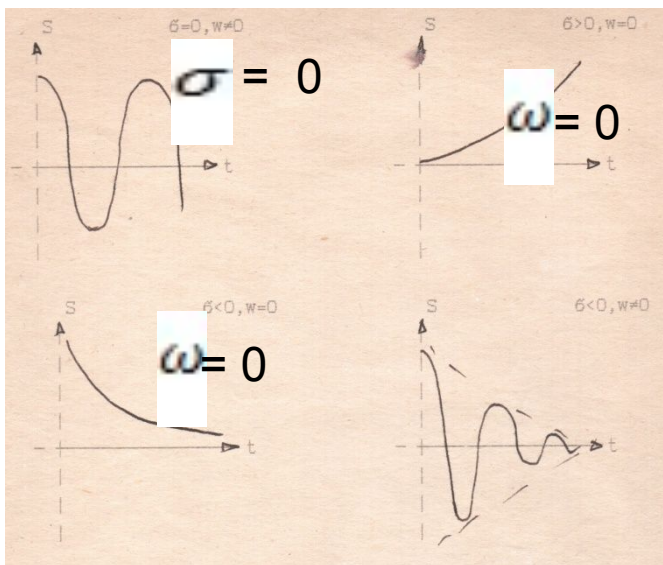 S б=0,w≠0
σ = 0
t
S б>0,w=0
ω = 0
t
S б<0,w=0
ω = 0
t
S б<0,w≠0
t